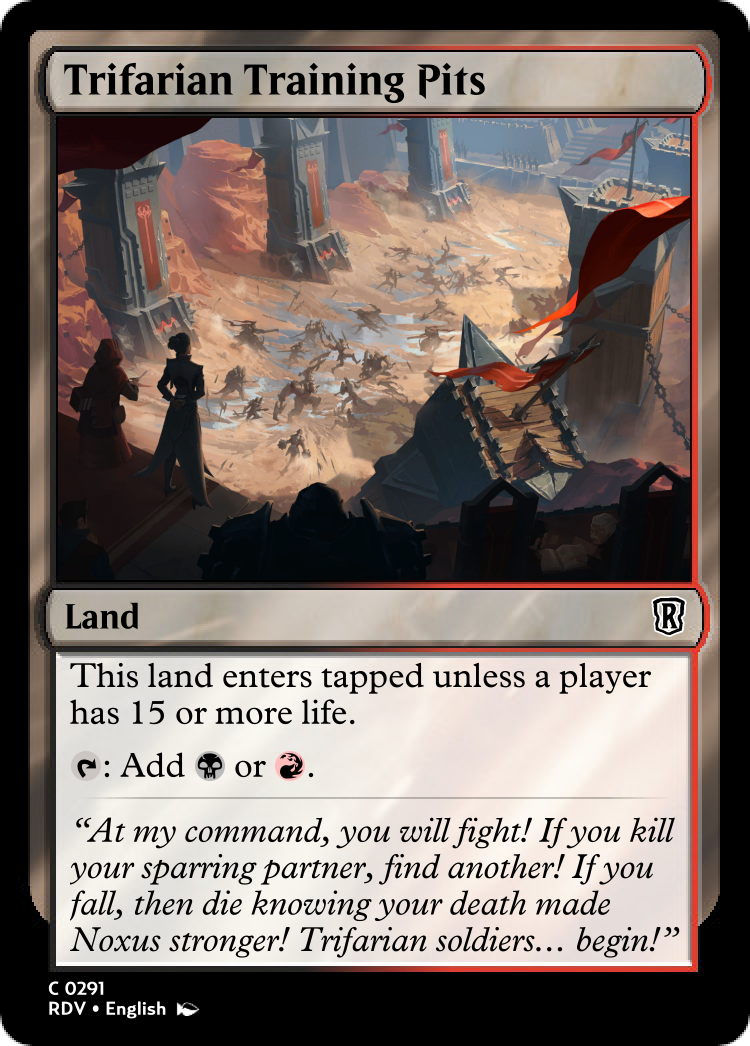 Trifarian Training Pits
Land
R
This land enters tapped unless a player
has 15 or more life.
: Add or .
“At my command, you will fight! If you kill
your sparring partner, find another! If you
fall, then die knowing your death made
Noxus stronger! Trifarian soldiers… begin!”
C 0291
RDV • English